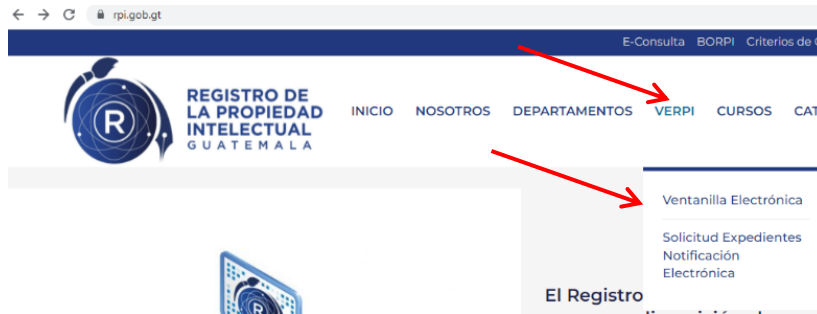 rpi.gob.gt
E-Consulta BORPI Criterios de
R
REGISTRO DE
LA PROPIEDAD
INTELECTUAL
GUATEMALA
INICIO NOSOTROS DEPARTAMENTOS VERPI CURSOS
Ventanilla Electrónica
Solicitud Expedientes
Notificación
Electrónica
El Registro